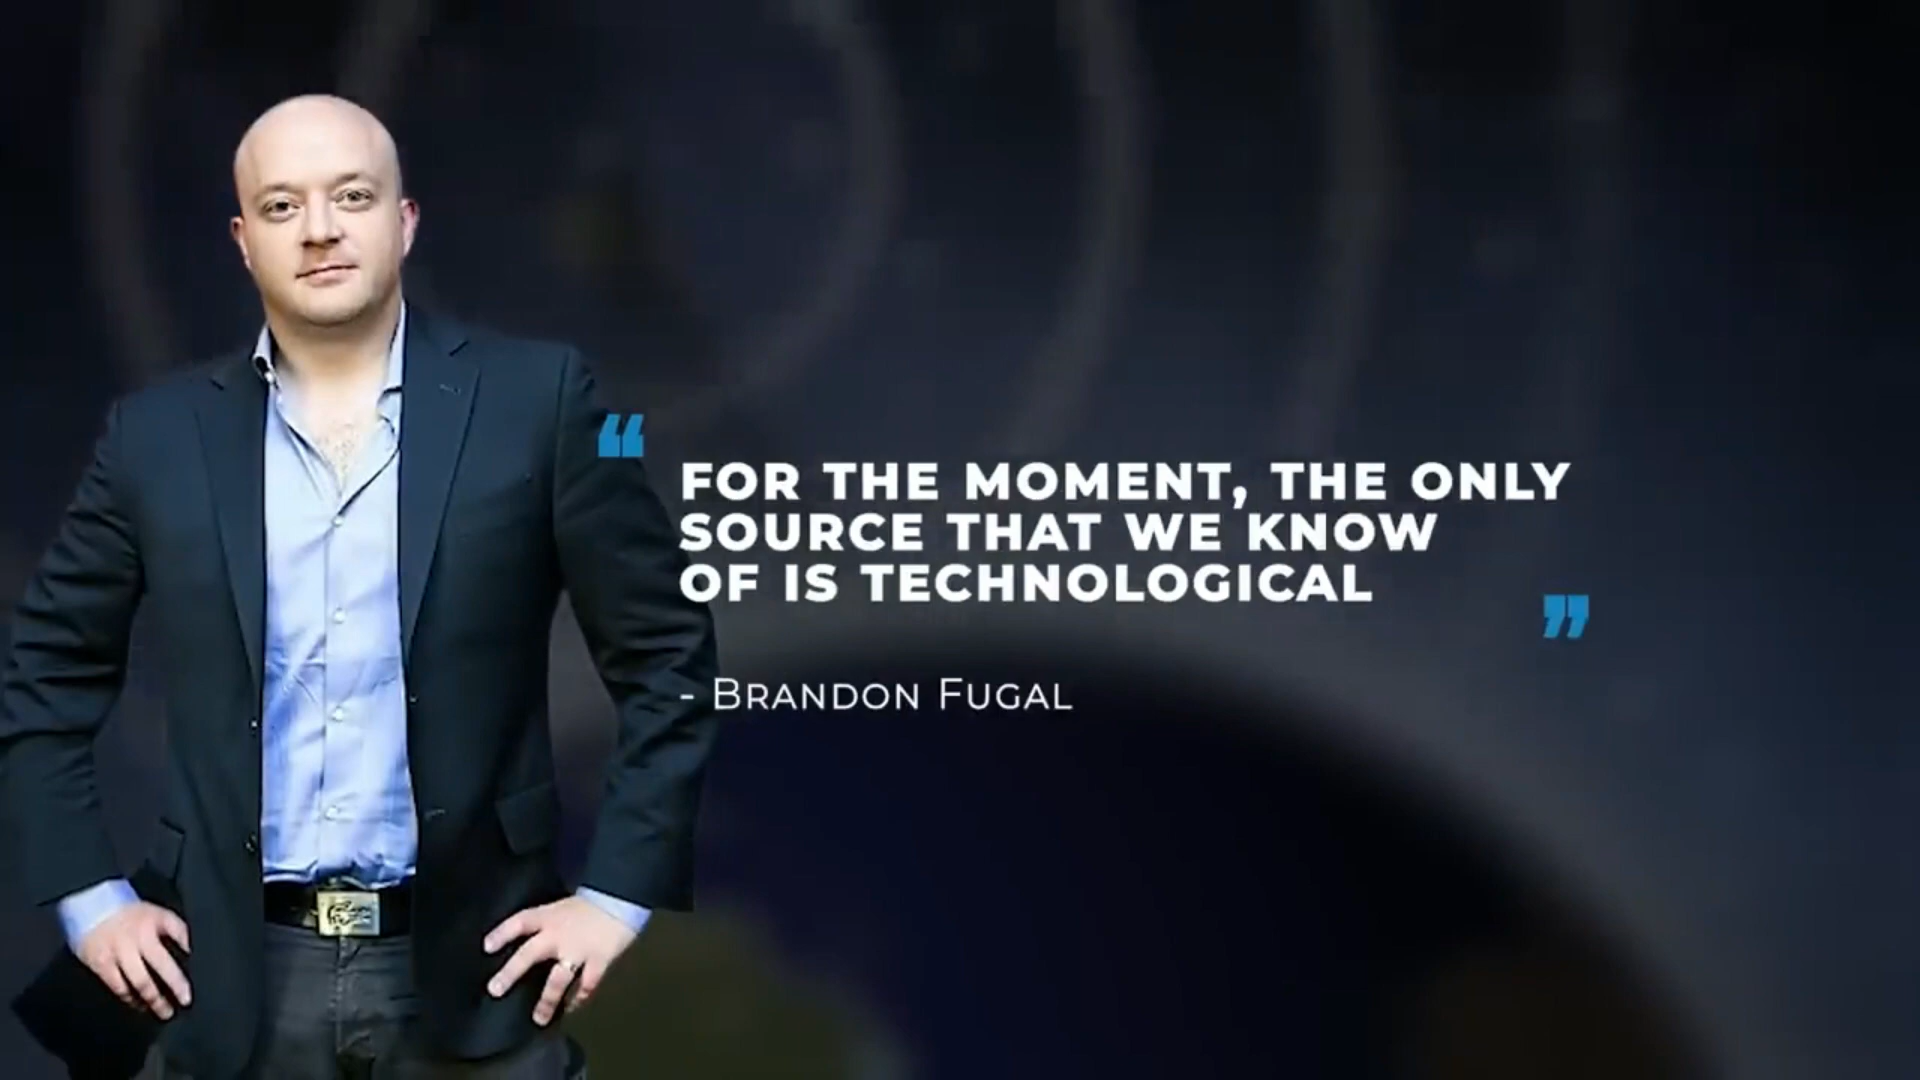 “
FOR THE MOMENT, THE ONLY
SOURCE THAT WE KNOW
OF IS TECHNOLOGICAL
”
- BRANDON FUGAL